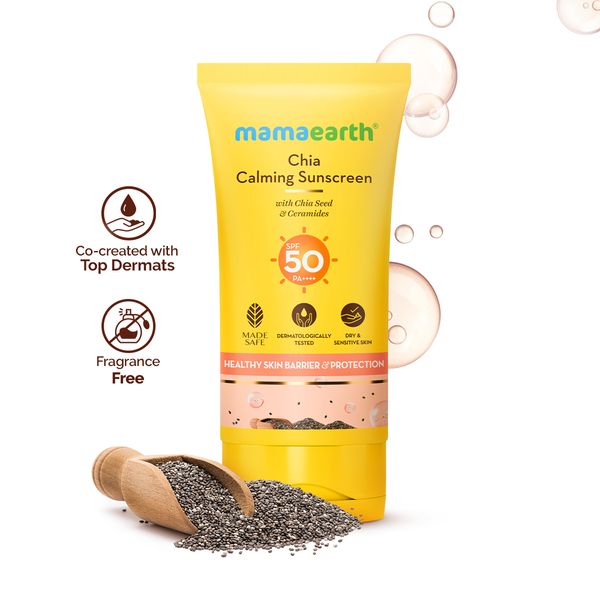 mamaearth®
Chia
Calming Sunscreen
with Chia Seed
& Ceramides
SPF
50
PA++++
MADE
SAFE
DERMATOLOGICALLY
TESTED
DRY &
SENSITIVE SKIN
HEALTHY SKIN BARRIER & PROTECTION
Co-created with
Top Dermats
Fragrance
Free